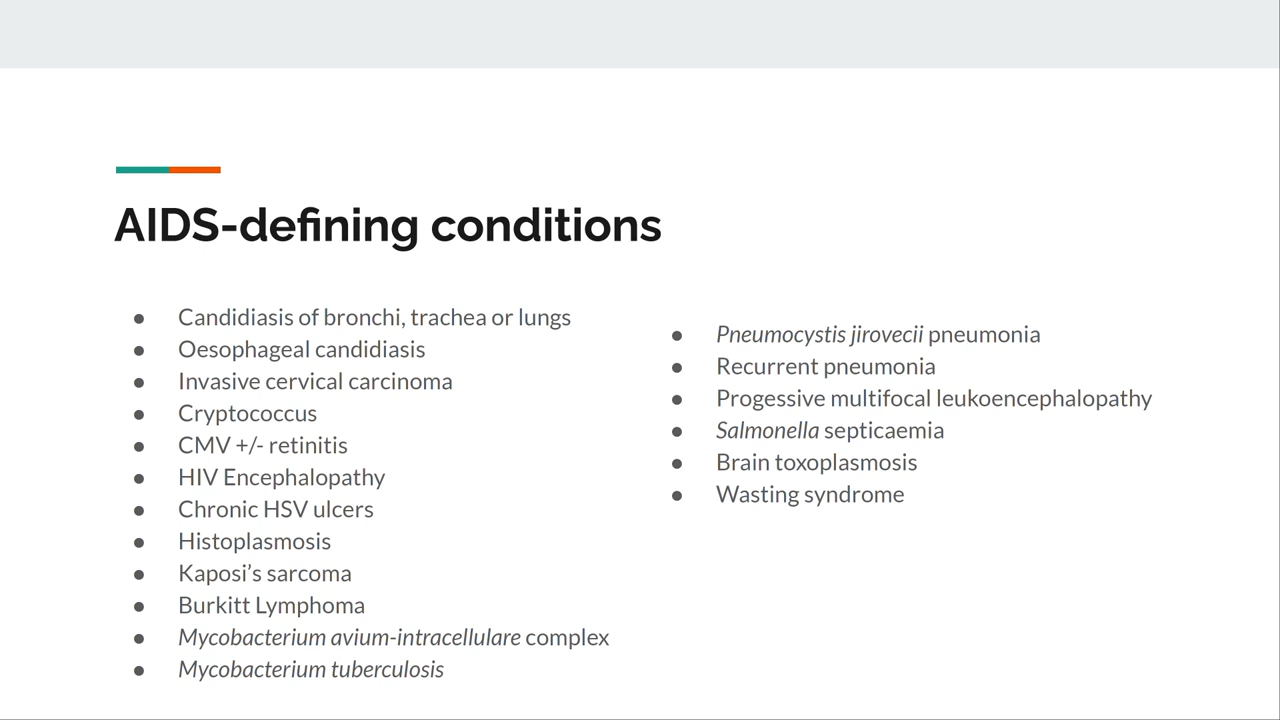 AIDS-defining conditions
● Candidiasis of bronchi, trachea or lungs
● Oesophageal candidiasis
● Invasive cervical carcinoma
● Cryptococcus
● CMV +/- retinitis
● HIV Encephalopathy
● Chronic HSV ulcers
● Histoplasmosis
● Kaposi’s sarcoma
● Burkitt Lymphoma
● Mycobacterium avium-intracellulare complex
● Mycobacterium tuberculosis
● Pneumocystis jirovecii pneumonia
● Recurrent pneumonia
● Progessive multifocal leukoencephalopathy
● Salmonella septicaemia
● Brain toxoplasmosis
● Wasting syndrome